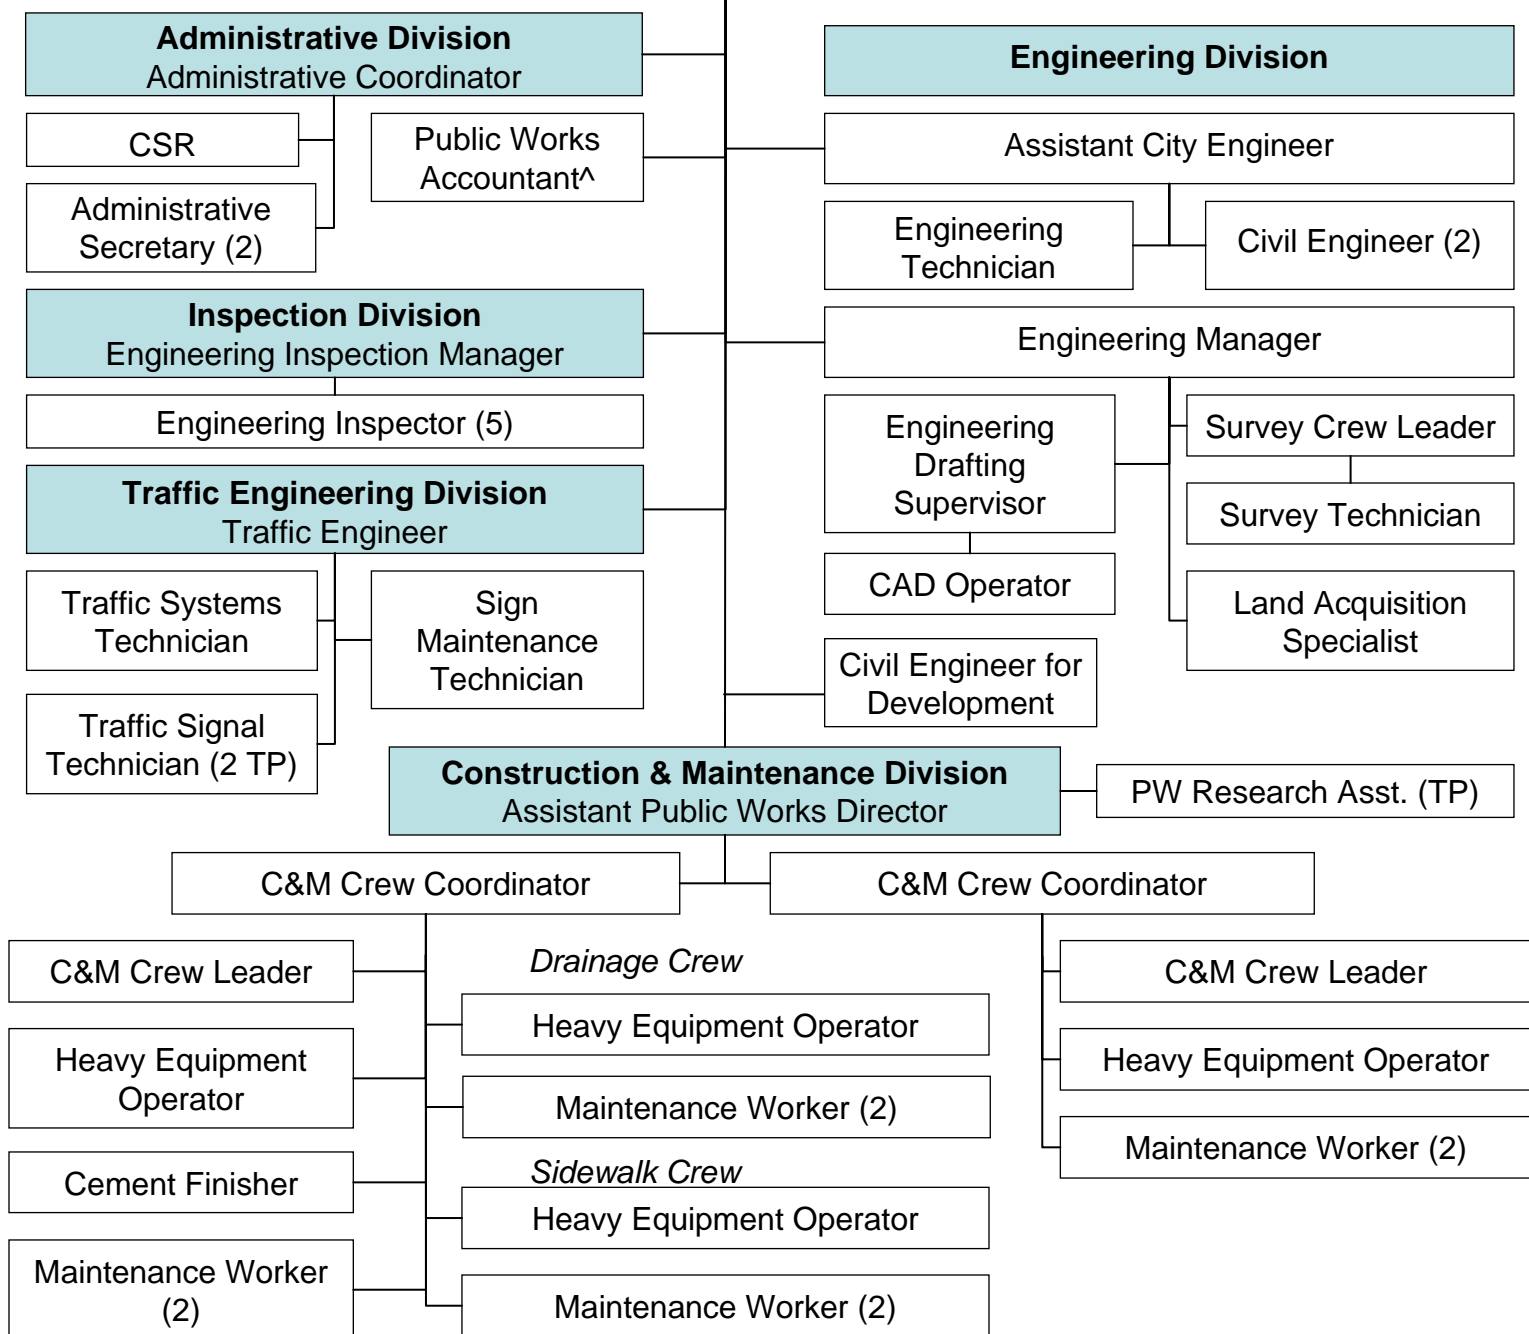 Administrative Division
Administrative Coordinator
CSR
Public Works
Accountant^
Administrative
Secretary (2)
Inspection Division
Engineering Inspection Manager
Engineering Inspector (5)
Traffic Engineering Division
Traffic Engineer
Traffic Systems
Technician
Sign
Maintenance
Technician
Traffic Signal
Technician (2 TP)
Engineering Division
Assistant City Engineer
Engineering
Technician
Civil Engineer (2)
Engineering Manager
Engineering
Drafting
Supervisor
Survey Crew Leader
Survey Technician
CAD Operator
Land Acquisition
Specialist
Civil Engineer for
Development
Construction & Maintenance Division
Assistant Public Works Director
PW Research Asst. (TP)
C&M Crew Coordinator
C&M Crew Leader
Heavy Equipment
Operator
Cement Finisher
Maintenance Worker
(2)
Drainage Crew
Heavy Equipment Operator
Maintenance Worker (2)
Sidewalk Crew
Heavy Equipment Operator
Maintenance Worker (2)
C&M Crew Coordinator
C&M Crew Leader
Heavy Equipment Operator
Maintenance Worker (2)